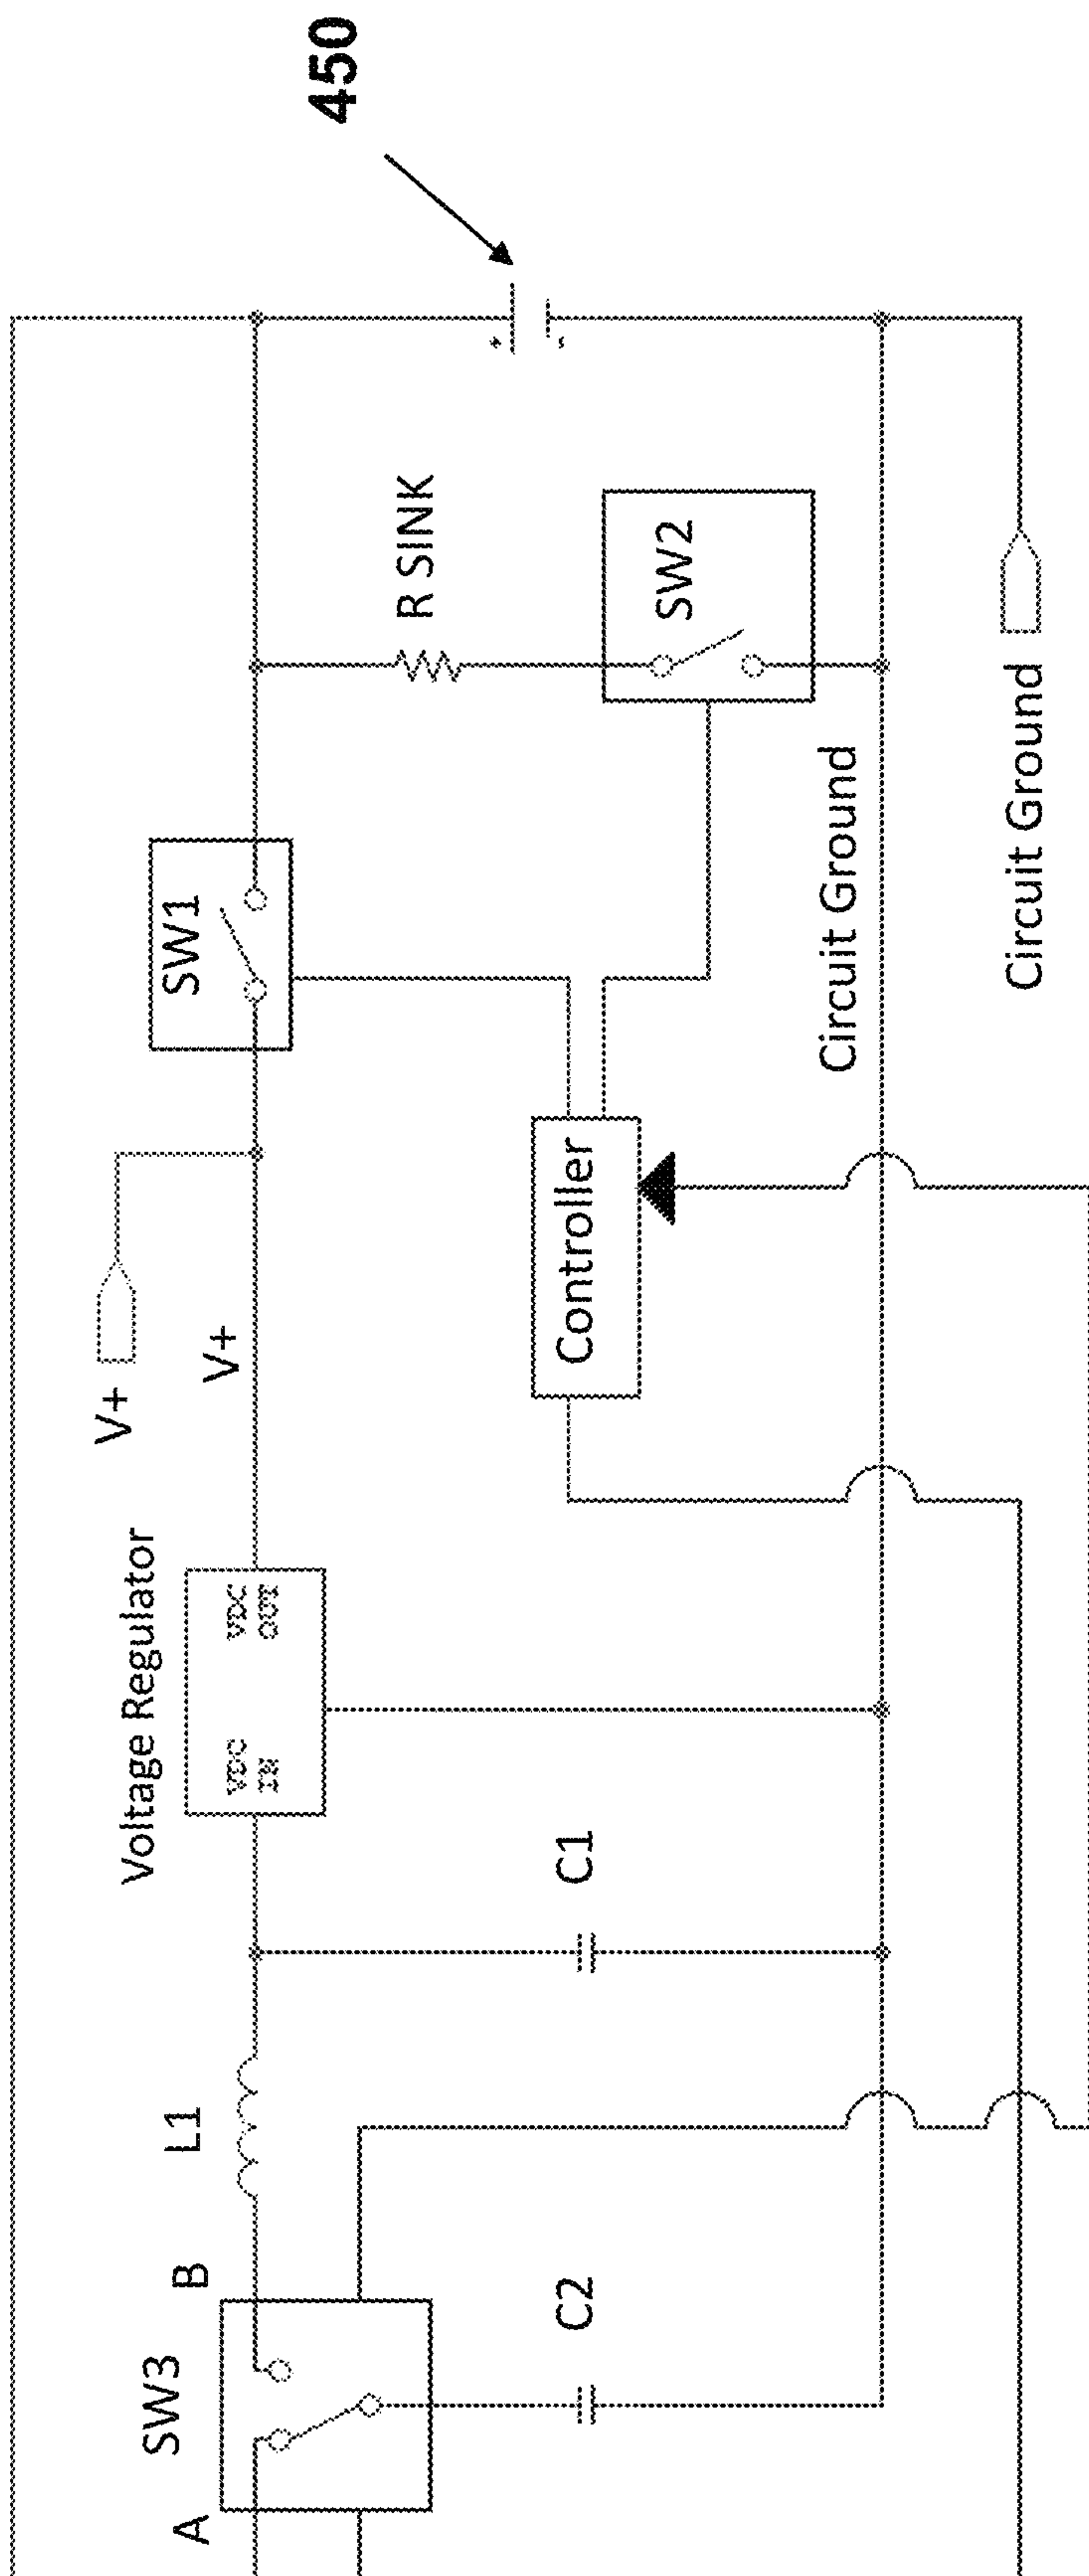 450
V+
Voltage Regulator
V+
SW1
SW3
A
B
L1
VDC
IN
VDC
OUT
R SINK
C2
C1
Controller
SW2
Circuit Ground
Circuit Ground
+
-